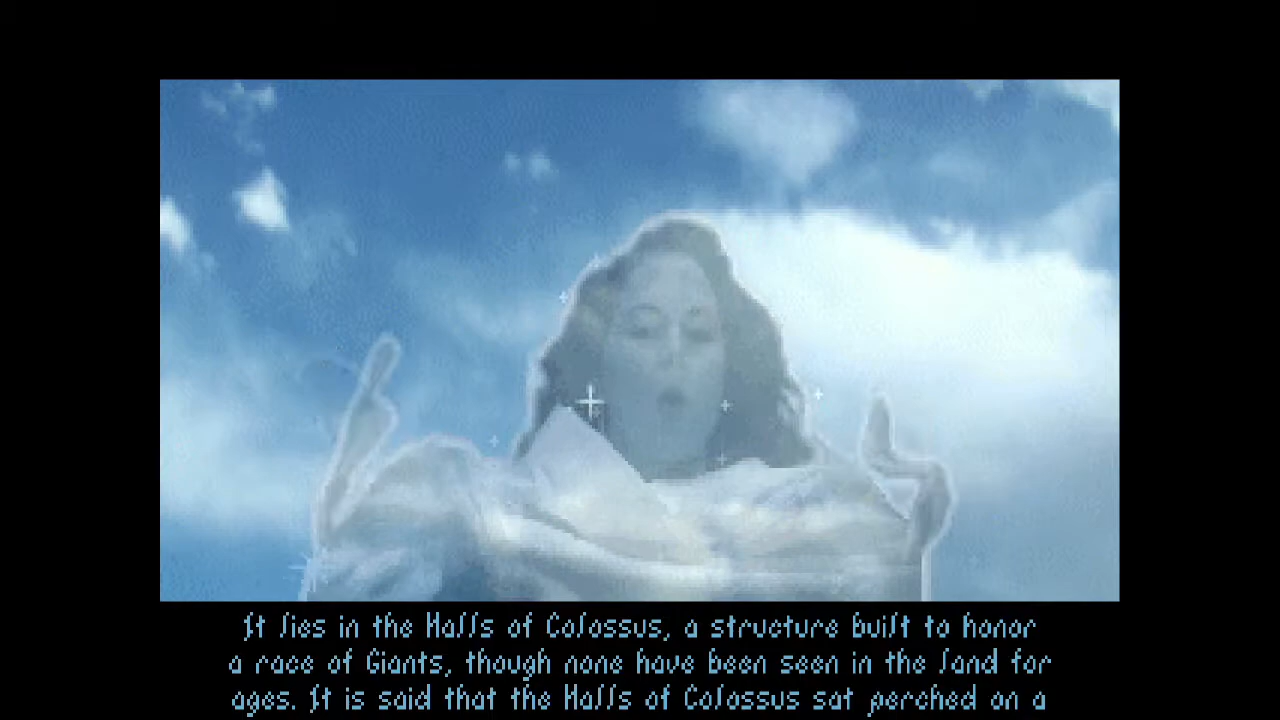 It lies in the Halls of Colossus, a structure built to honor
a race of Giants, though none have been seen in the land for
ages. It is said that the Halls of Colossus sat perched on a